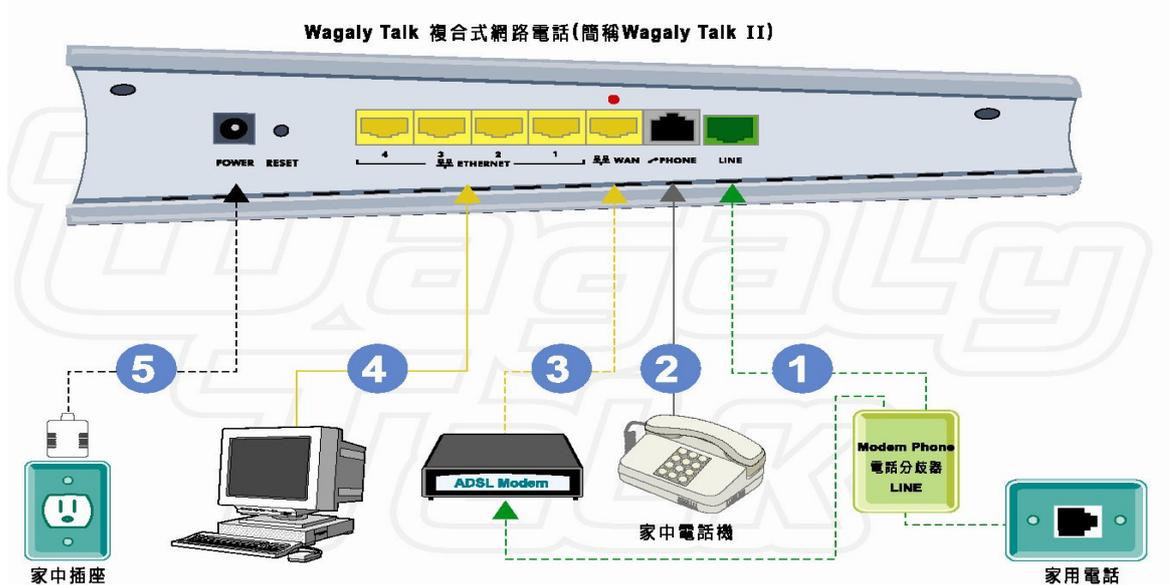 Wagaly Talk 複合式網路電話(簡稱Wagaly Talk II)
POWER RESET
4 3 2 1
ETHERNET
WAN
PHONE
LINE
Wagaly
Talk
5
4
3
2
1
ADSL Modem
Modem Phone
電話分歧器
LINE
家中電話機
家中插座
家用電話